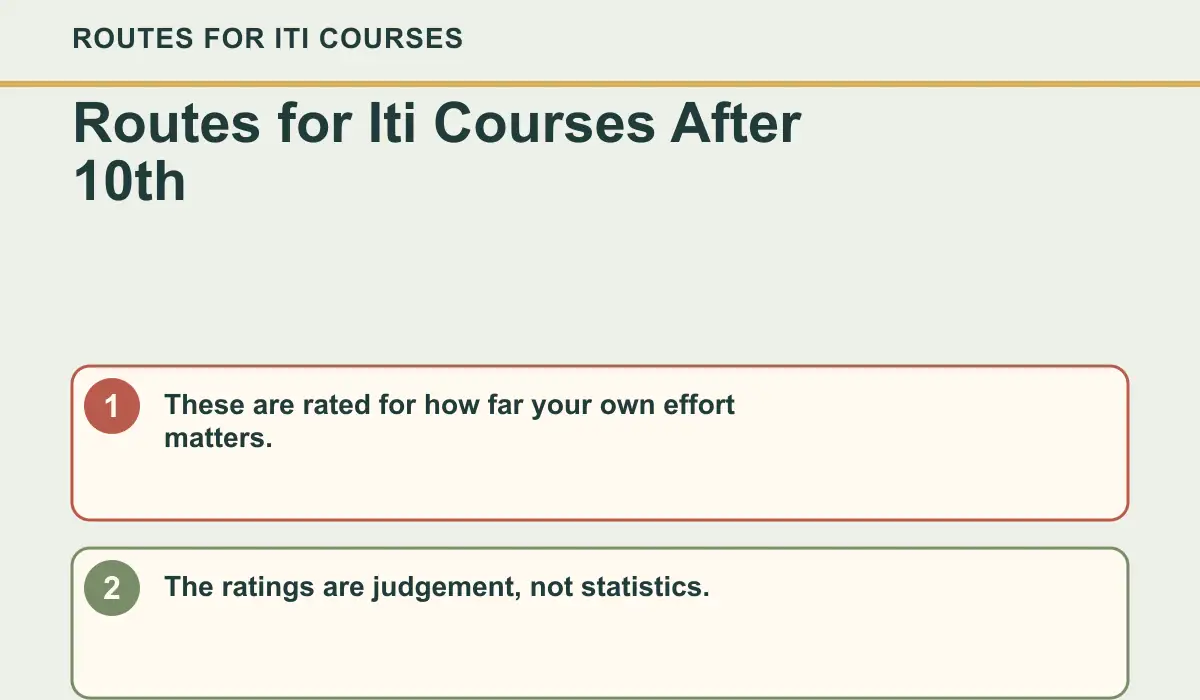 ROUTES FOR ITI COURSES
Routes for Iti Courses After
10th
1
These are rated for how far your own effort
matters.
2
The ratings are judgement, not statistics.